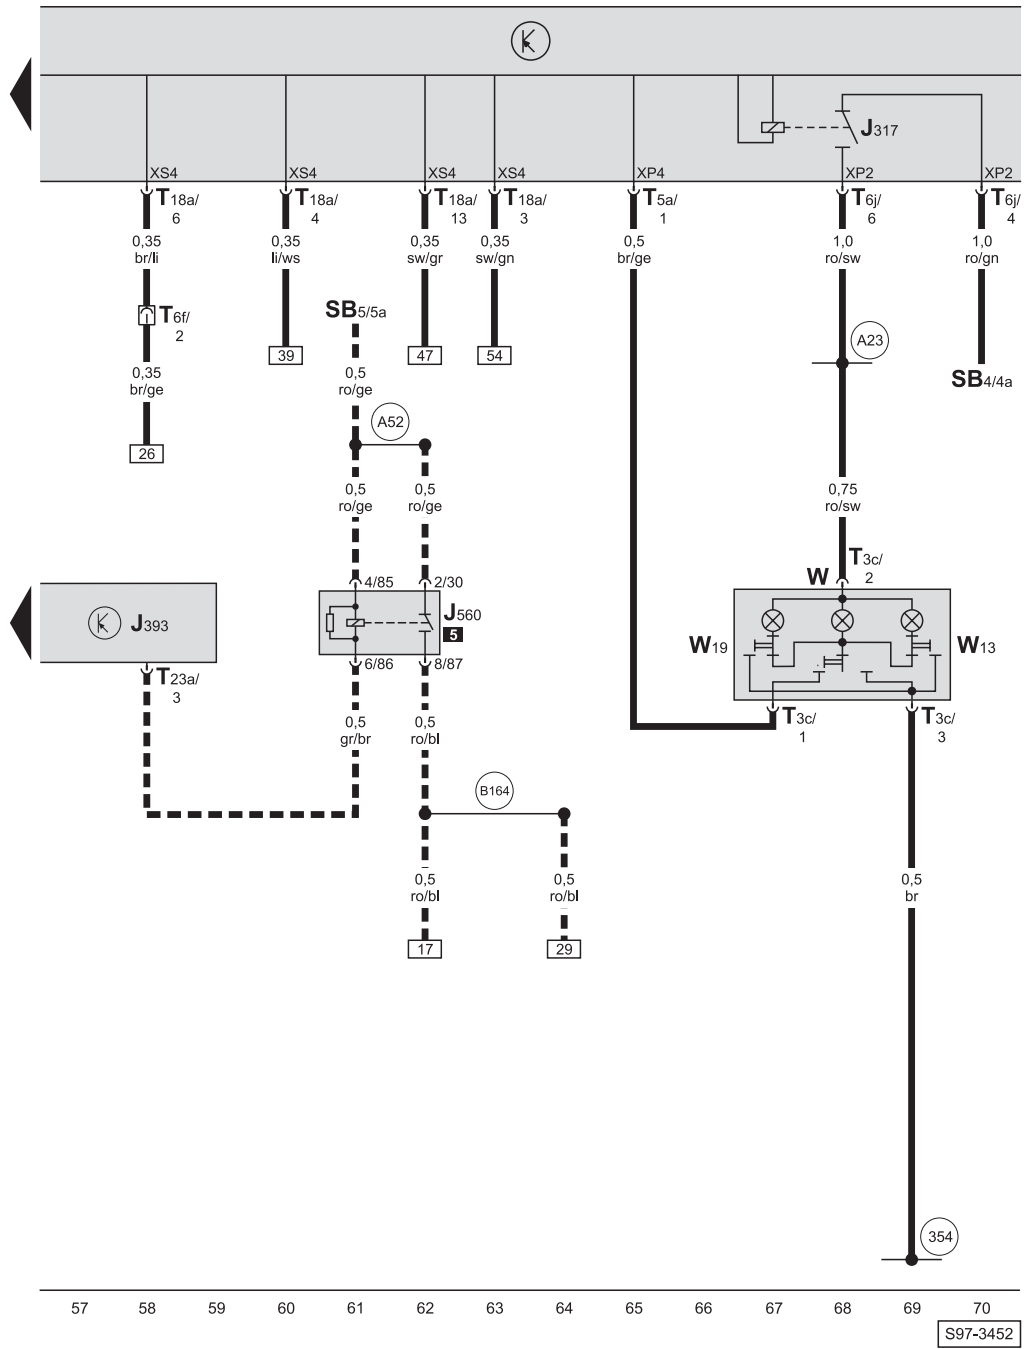 J317
XS4 XS4 XS4 XS4 XP4 XP2 XP2
T18a/ T18a/ T18a/ T18a/ T5a/ T6j/ T6j/
6 4 13 3 1 6 4
0,35 0,35 0,35 0,35 0,5 1,0 1,0
br/li li/ws sw/gr sw/gn br/ge ro/sw ro/gn
SB5/5a
T6f/
2
A23
39 47 54
0,35 0,5
br/ge ro/ge
SB4/4a
A52
26
0,5 0,5 0,75
ro/ge ro/ge ro/sw
T3c/
2
W
4/85 2/30
J393
J560
5
W19 W13
6/86 8/87
T23a/
3
T3c/ T3c/
1 3
0,5 0,5
gr/br ro/bl
B164
0,5 0,5 0,5
ro/bl ro/bl br
17 29
354
57 58 59 60 61 62 63 64 65 66 67 68 69 70
S97-3452